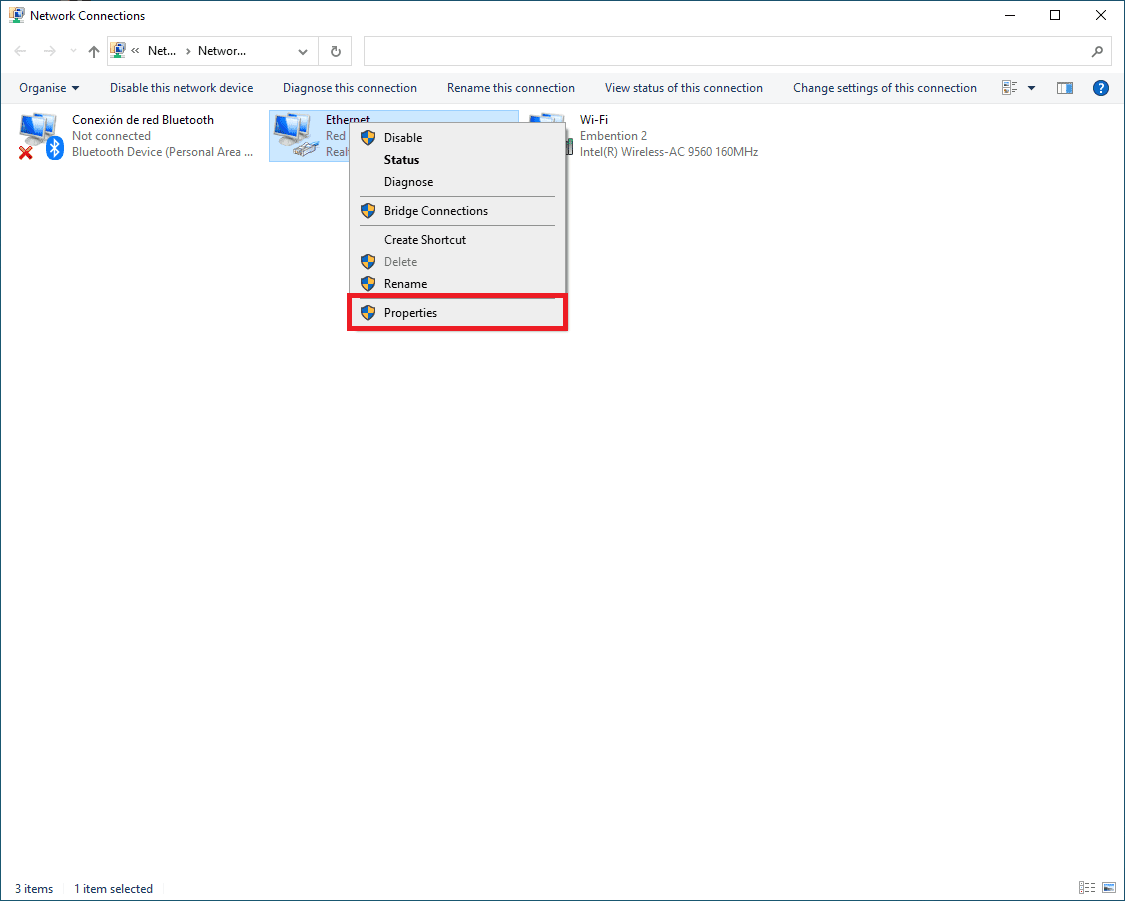 Network Connections
« Net... › Networ...
Organise Disable this network device Diagnose this connection Rename this connection View status of this connection Change settings of this connection
Conexión de red Bluetooth
Not connected
Bluetooth Device (Personal Area ...
Ethernet
Red
Wi-Fi
Embention 2
Intel(R) Wireless-AC 9560 160MHz
Disable
Status
Diagnose
Bridge Connections
Create Shortcut
Delete
Rename
Properties
3 items 1 item selected